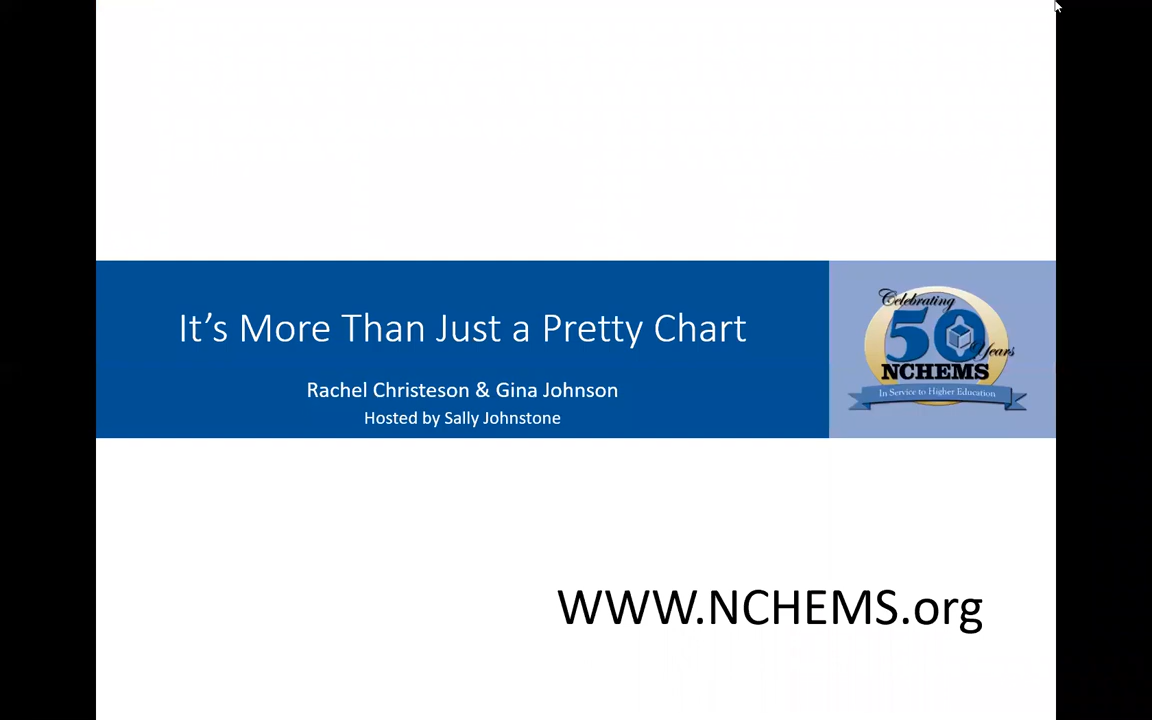 It's More Than Just a Pretty Chart
Rachel Christeson & Gina Johnson
Hosted by Sally Johnstone
Celebrating
50
Years
NCHEMS
In Service to Higher Education
WWW.NCHEMS.org